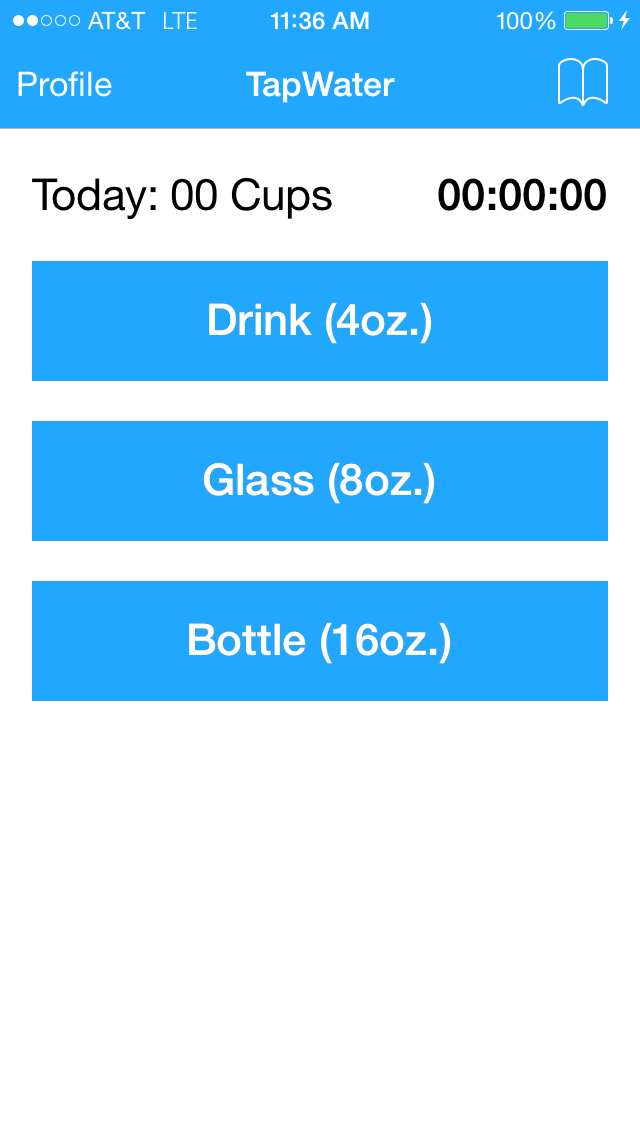 AT&T LTE 11:36 AM 100%
Profile TapWater
Today: 00 Cups 00:00:00
Drink (4oz.)
Glass (8oz.)
Bottle (16oz.)